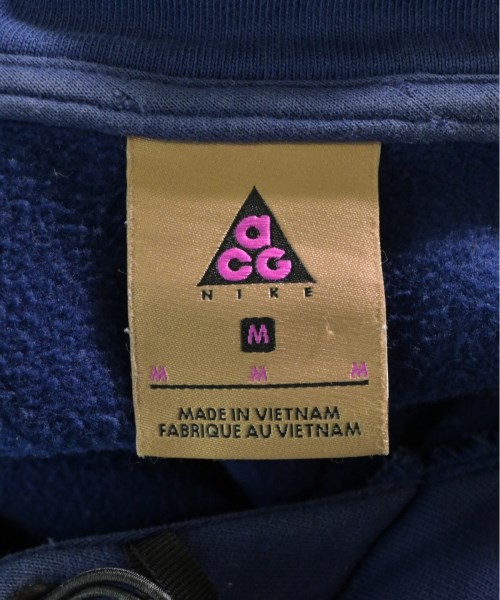 aCG
NIKE
M
M M M
MADE IN VIETNAM
FABRIQUE AU VIETNAM